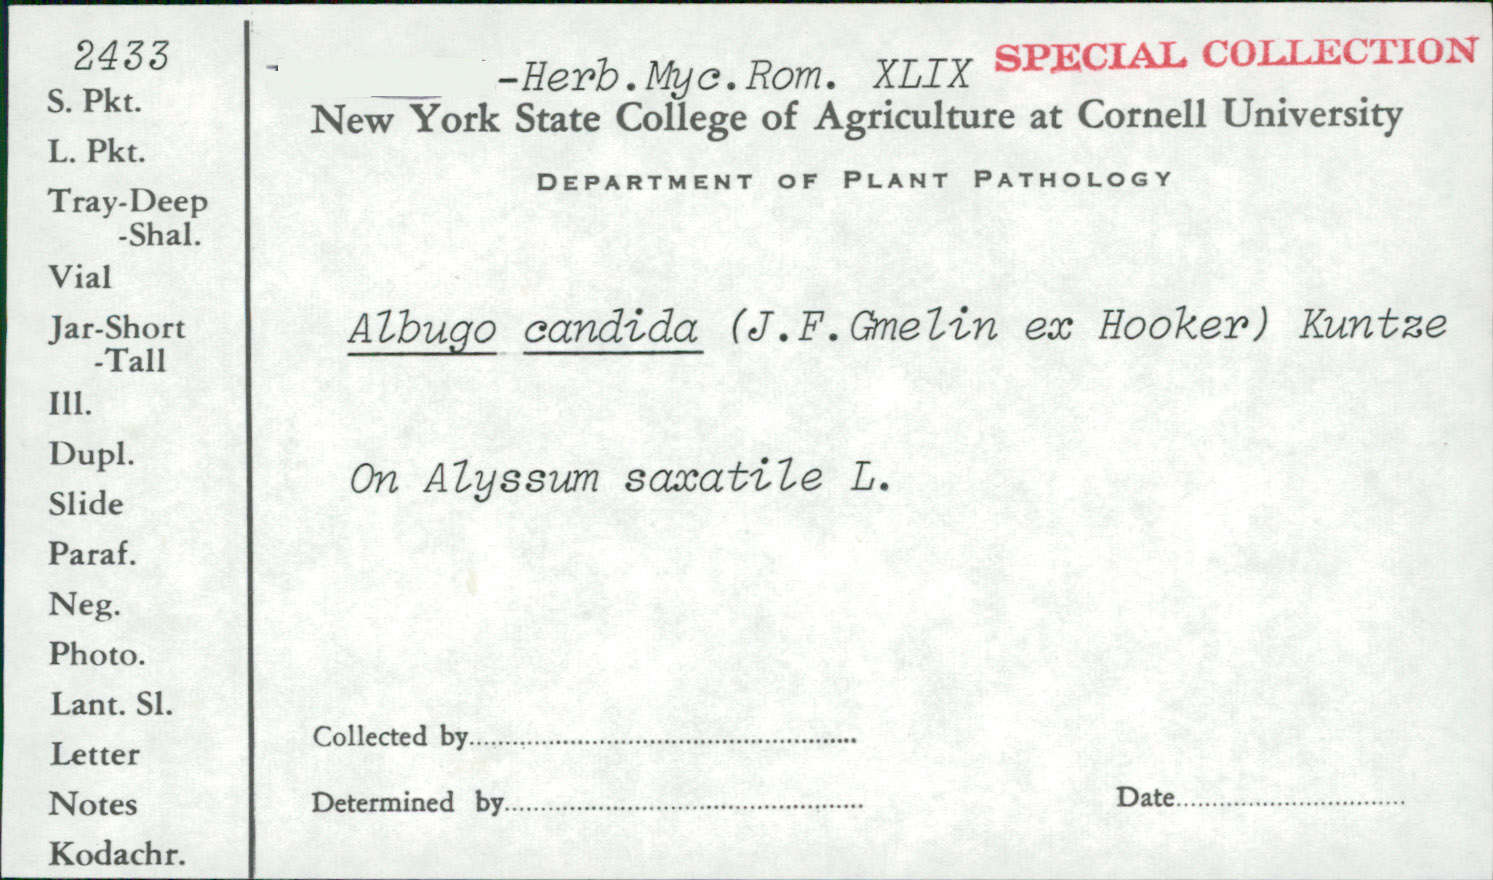 2433
S. Pkt.
L. Pkt.
Tray-Deep
-Shal.
Vial
Jar-Short
-Tall
Ill.
Dupl.
Slide
Paraf.
Neg.
Photo.
Lant. Sl.
Letter
Notes
Kodachr.
-Herb.Myc.Rom. XLIX SPECIAL COLLECTION
New York State College of Agriculture at Cornell University
DEPARTMENT OF PLANT PATHOLOGY
Albugo candida (J.F.Gmelin ex Hooker) Kuntze
On Alyssum saxatile L.
Collected by
Determined by
Date